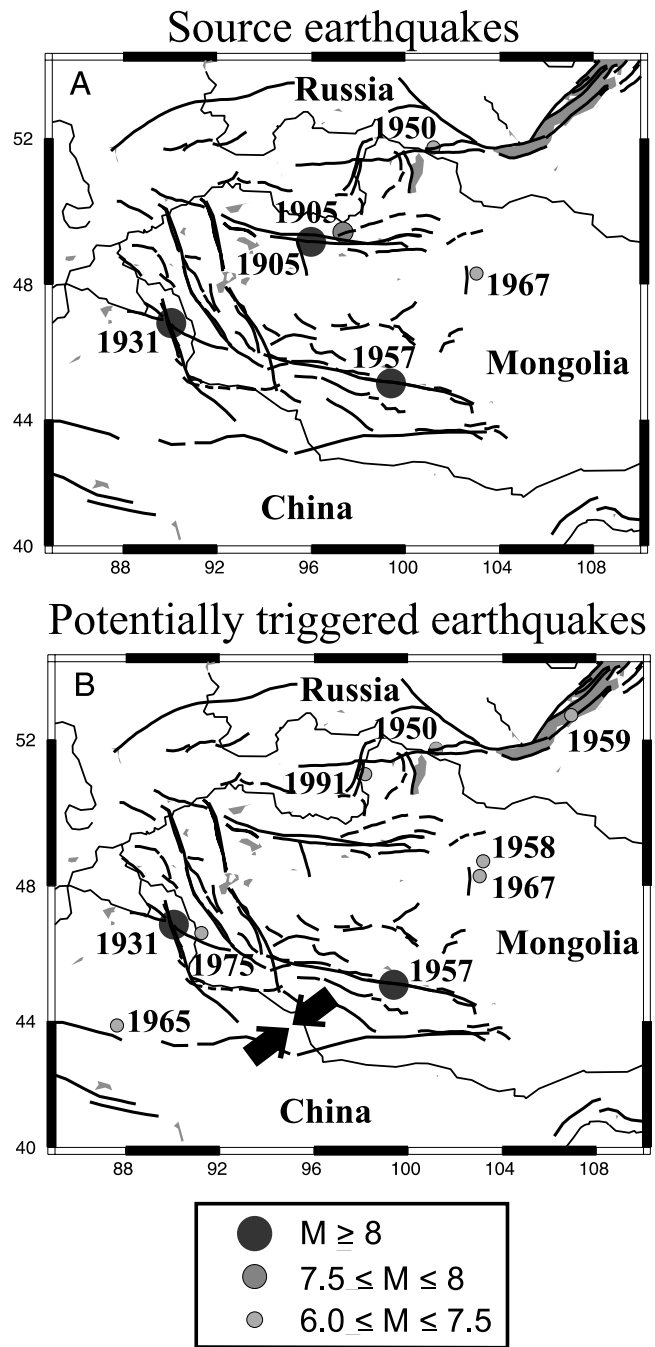 Source earthquakes
A
Russia
52
1950
1905
1905
48
1967
1931
1957
Mongolia
44
China
40
88 92 96 100 104 108
Potentially triggered earthquakes
B
Russia
52
1950
1959
1991
1958
48
1967
1931
Mongolia
1975
1957
1965
44
China
40
88 92 96 100 104 108
M ≥ 8
7.5 ≤ M ≤ 8
6.0 ≤ M ≤ 7.5